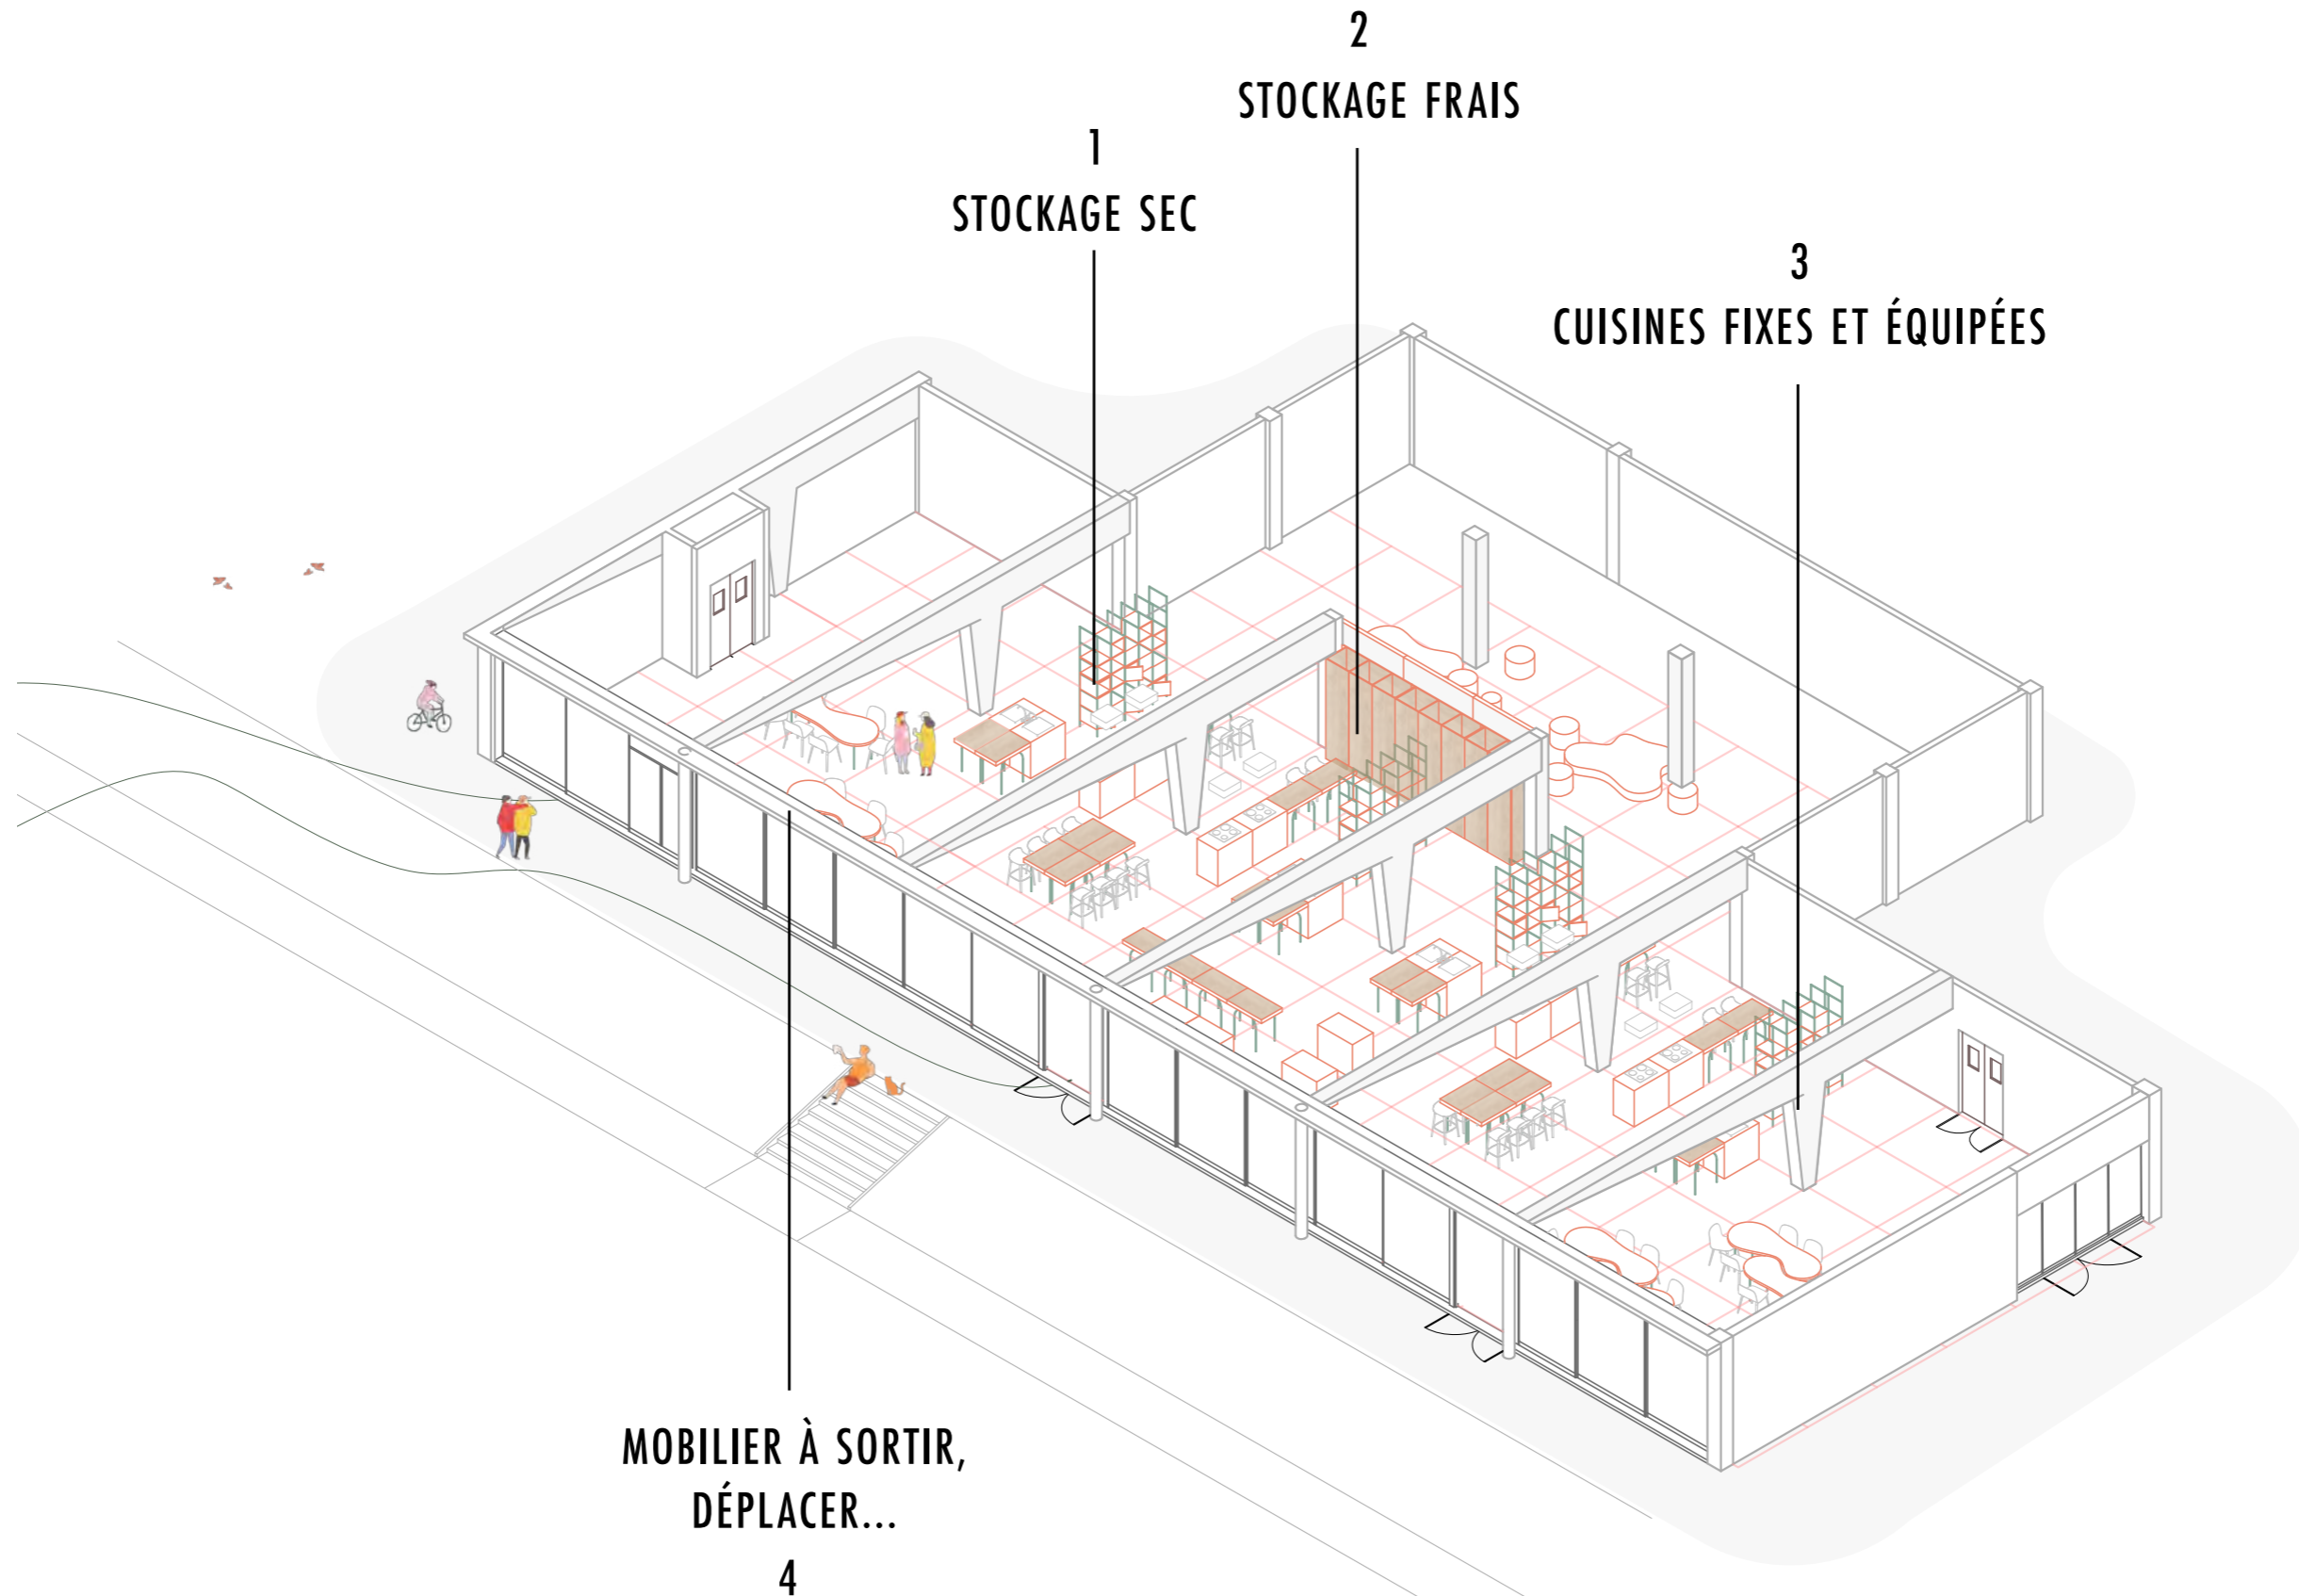 1
STOCKAGE SEC
2
STOCKAGE FRAIS
3
CUISINES FIXES ET ÉQUIPÉES
MOBILIER À SORTIR,
DÉPLACER...
4